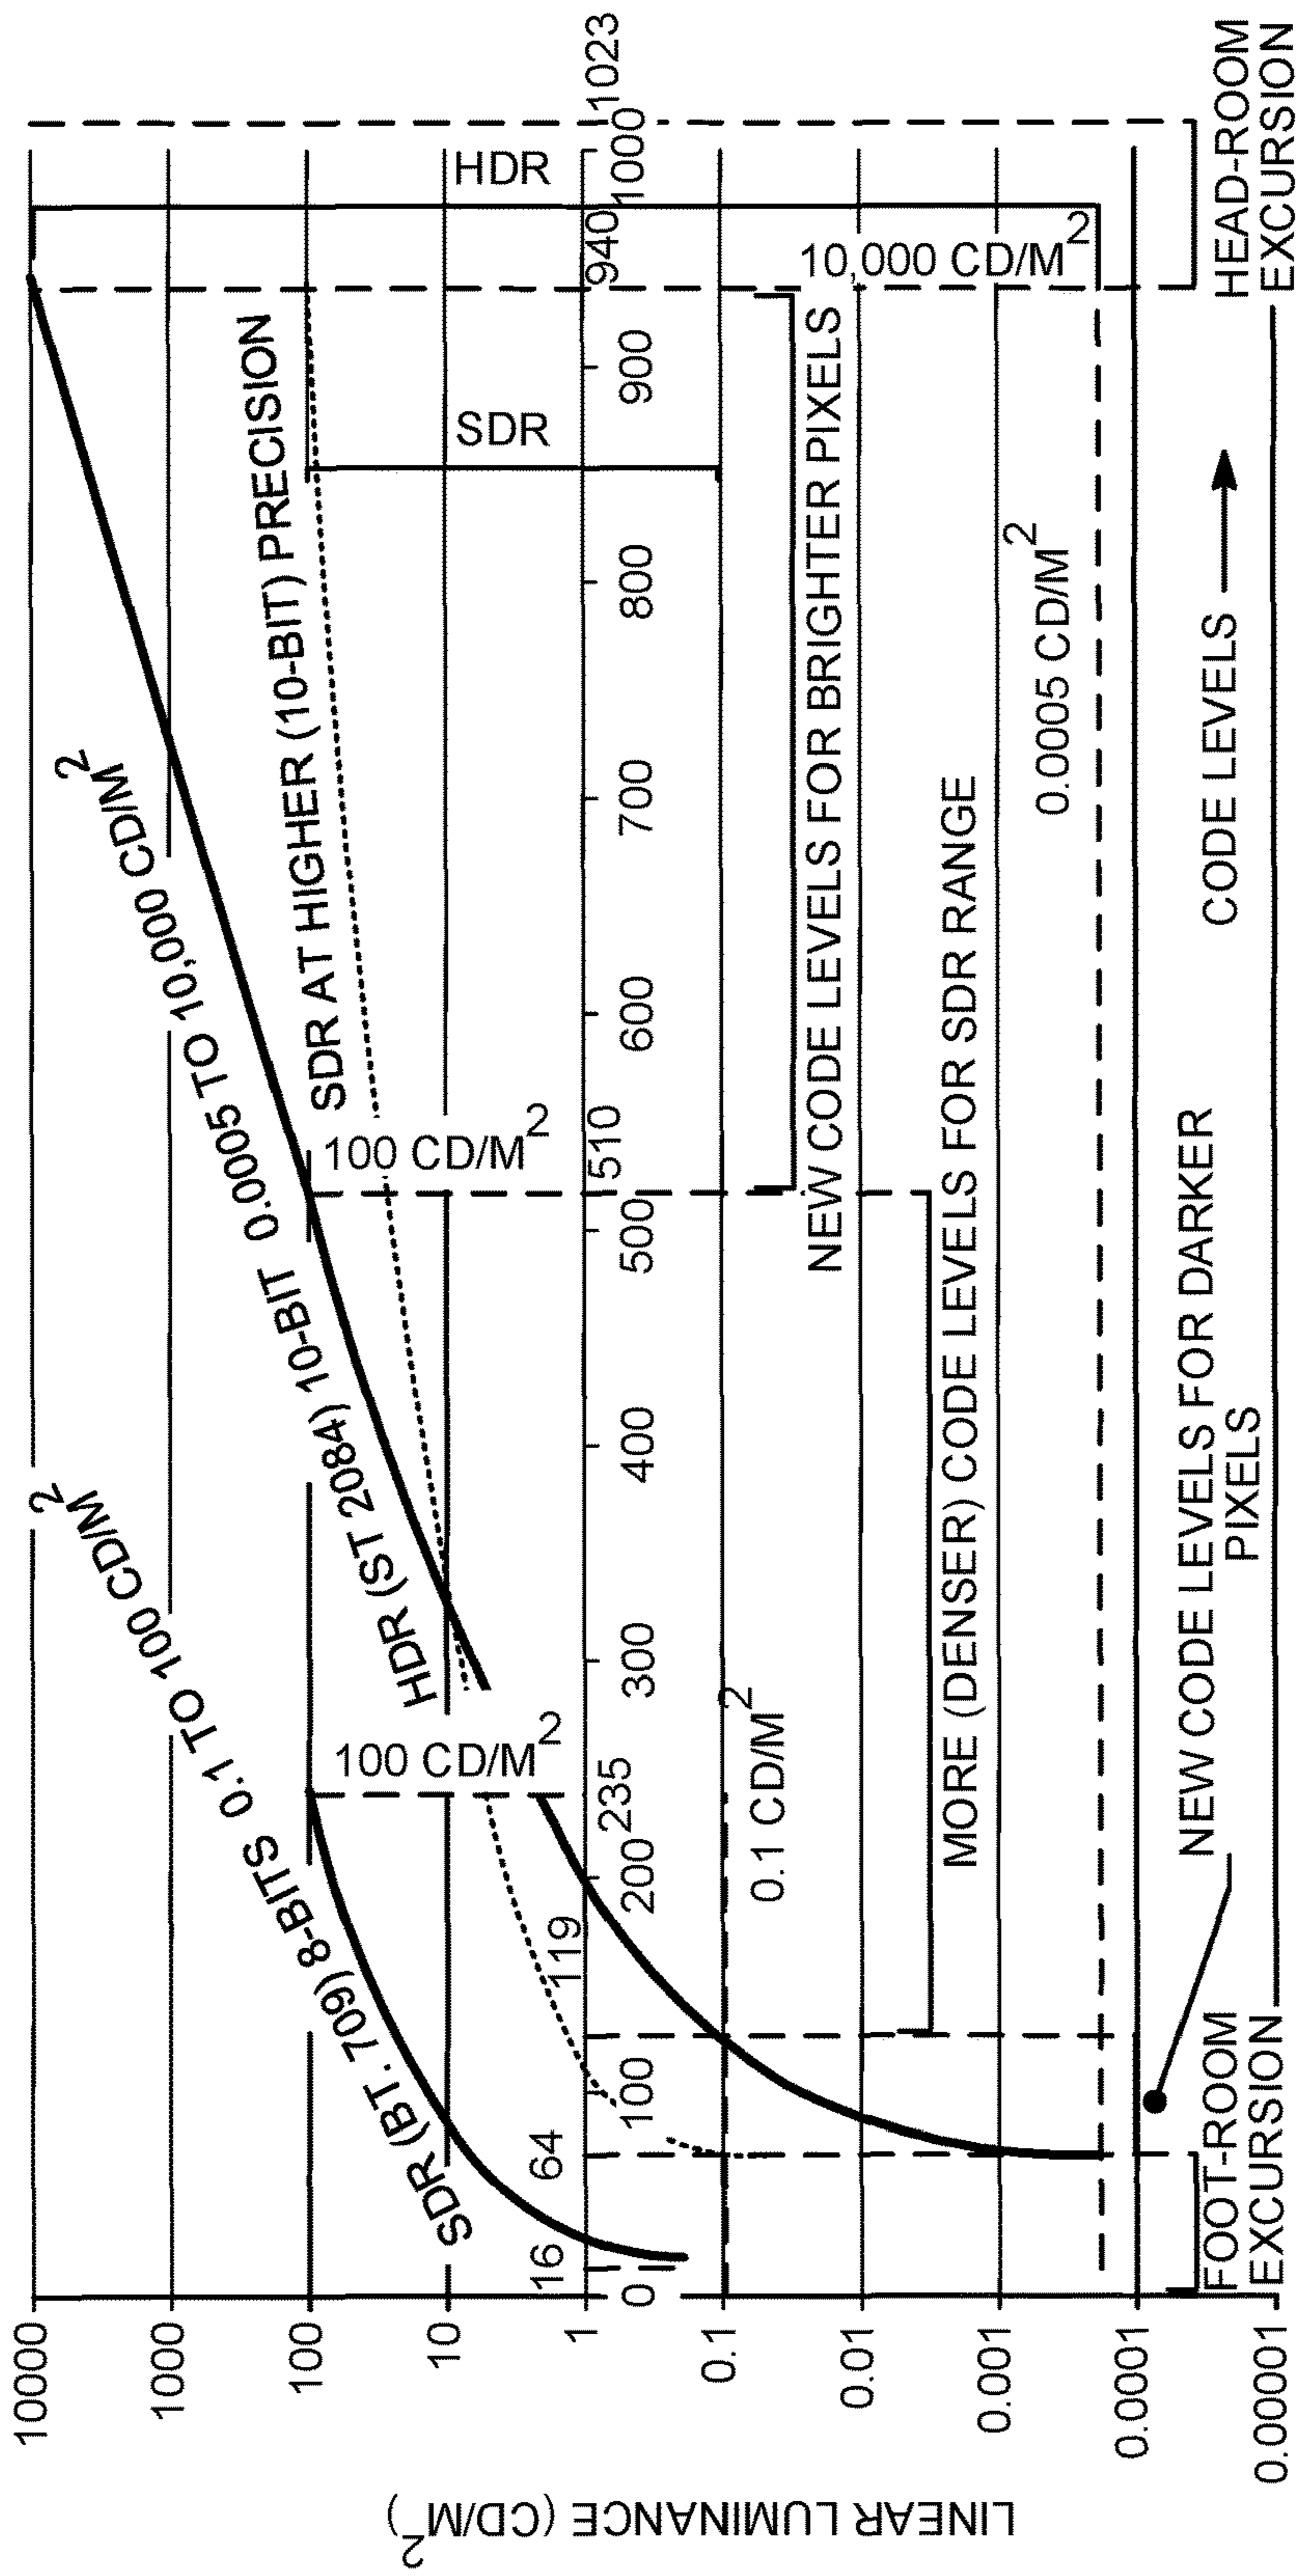 LINEAR LUMINANCE (CD/M2)
10000
1000
100
10
1
0.1
0.01
0.001
0.0001
0.00001
SDR (BT. 709) 8-BITS 0.1 TO 100 CD/M2
HDR (ST 2084) 10-BIT 0.0005 TO 10,000 CD/M2
SDR AT HIGHER (10-BIT) PRECISION
100 CD/M2
100 CD/M2
HDR
SDR
16
64
119
235
510
940
1023
0
100
200
300
400
500
600
700
800
900
1000
0.1 CD/M2
10,000 CD/M2
NEW CODE LEVELS FOR BRIGHTER PIXELS
MORE (DENSER) CODE LEVELS FOR SDR RANGE
0.0005 CD/M2
NEW CODE LEVELS FOR DARKER
PIXELS
CODE LEVELS
FOOT-ROOM
EXCURSION
HEAD-ROOM
EXCURSION